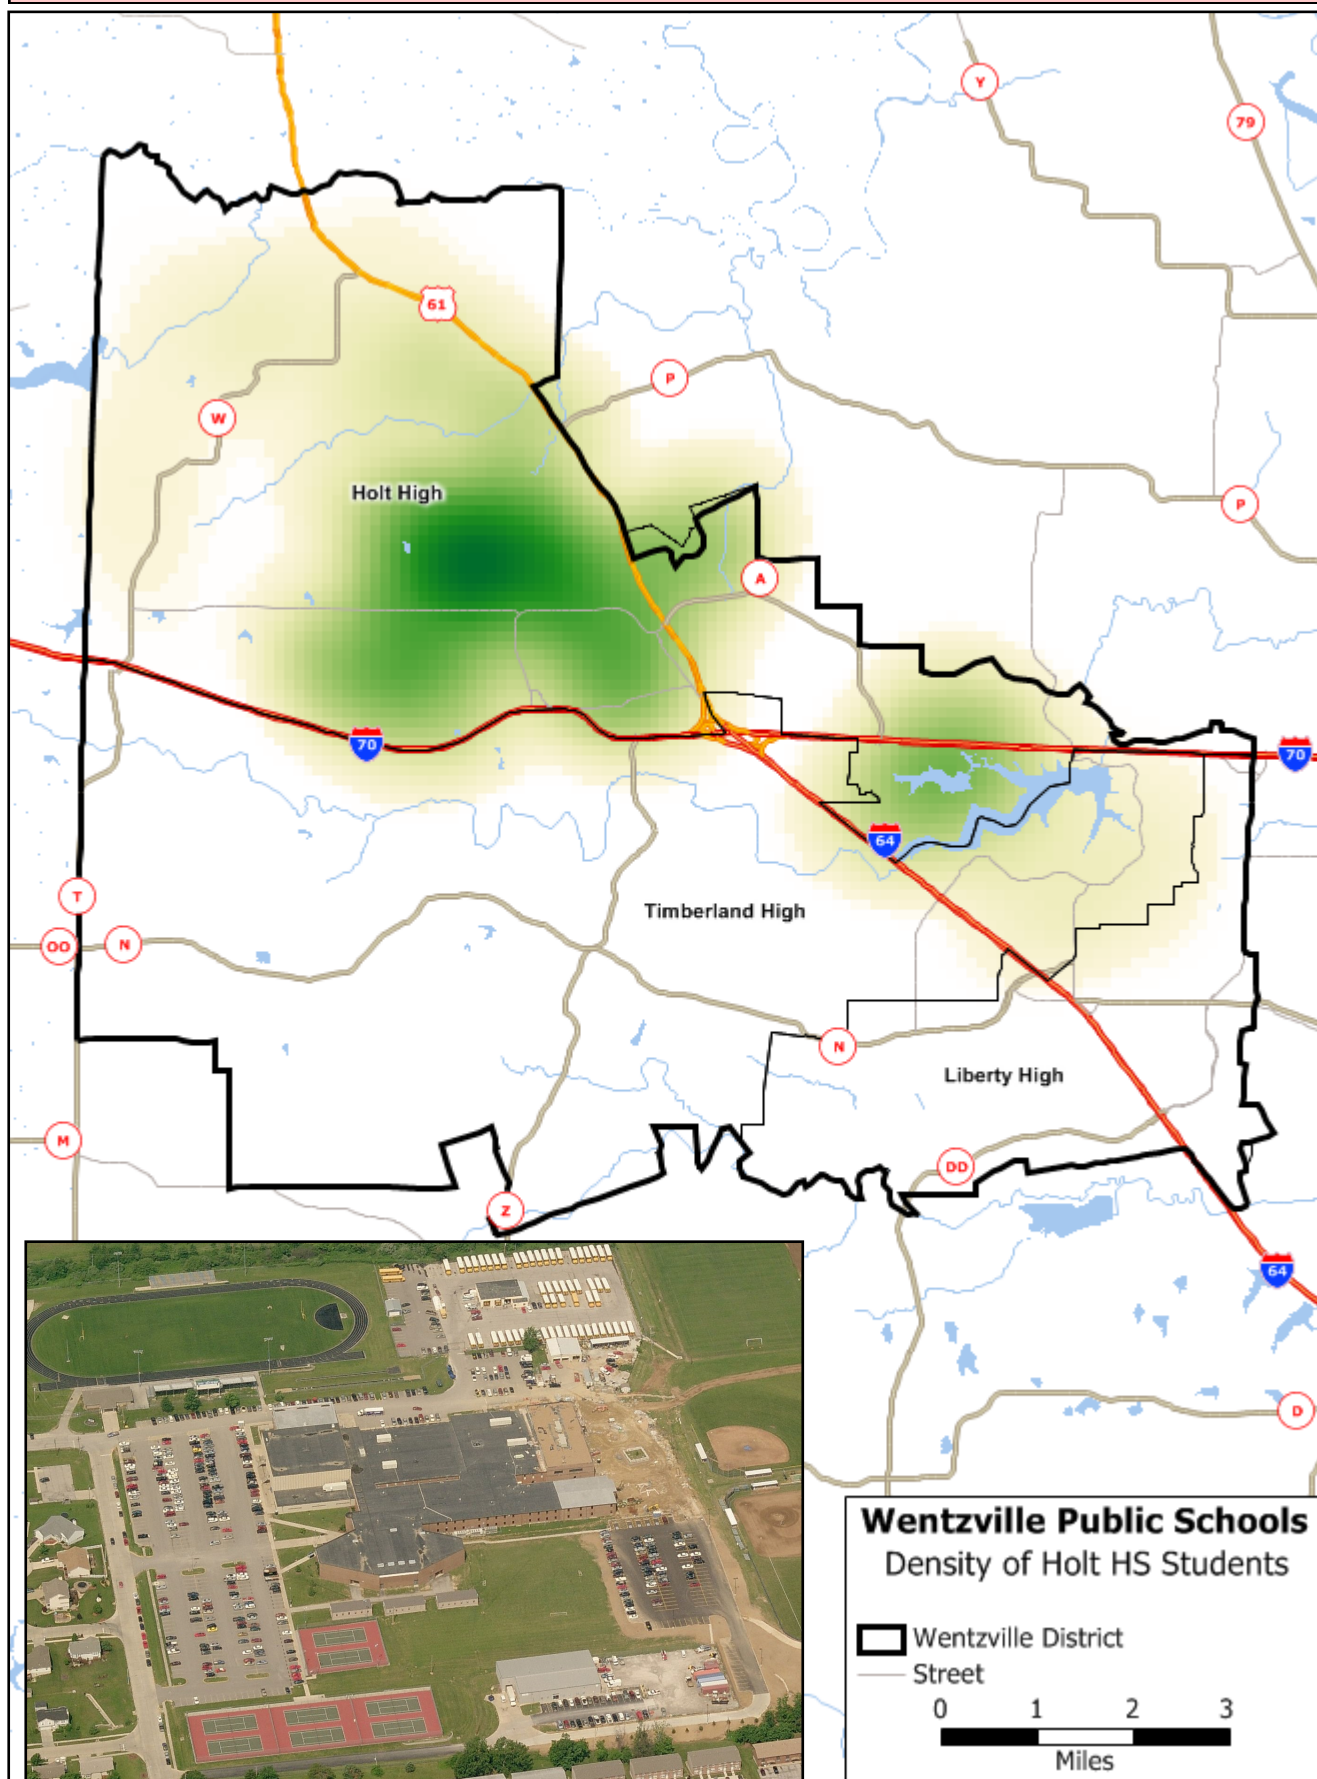 Y
79
61
P
W
Holt High
P
A
70
70
64
T
Timberland High
OO
N
N
Liberty High
M
DD
Z
64
D
Wentzville Public Schools
Density of Holt HS Students
Wentzville District
Street
0 1 2 3
Miles